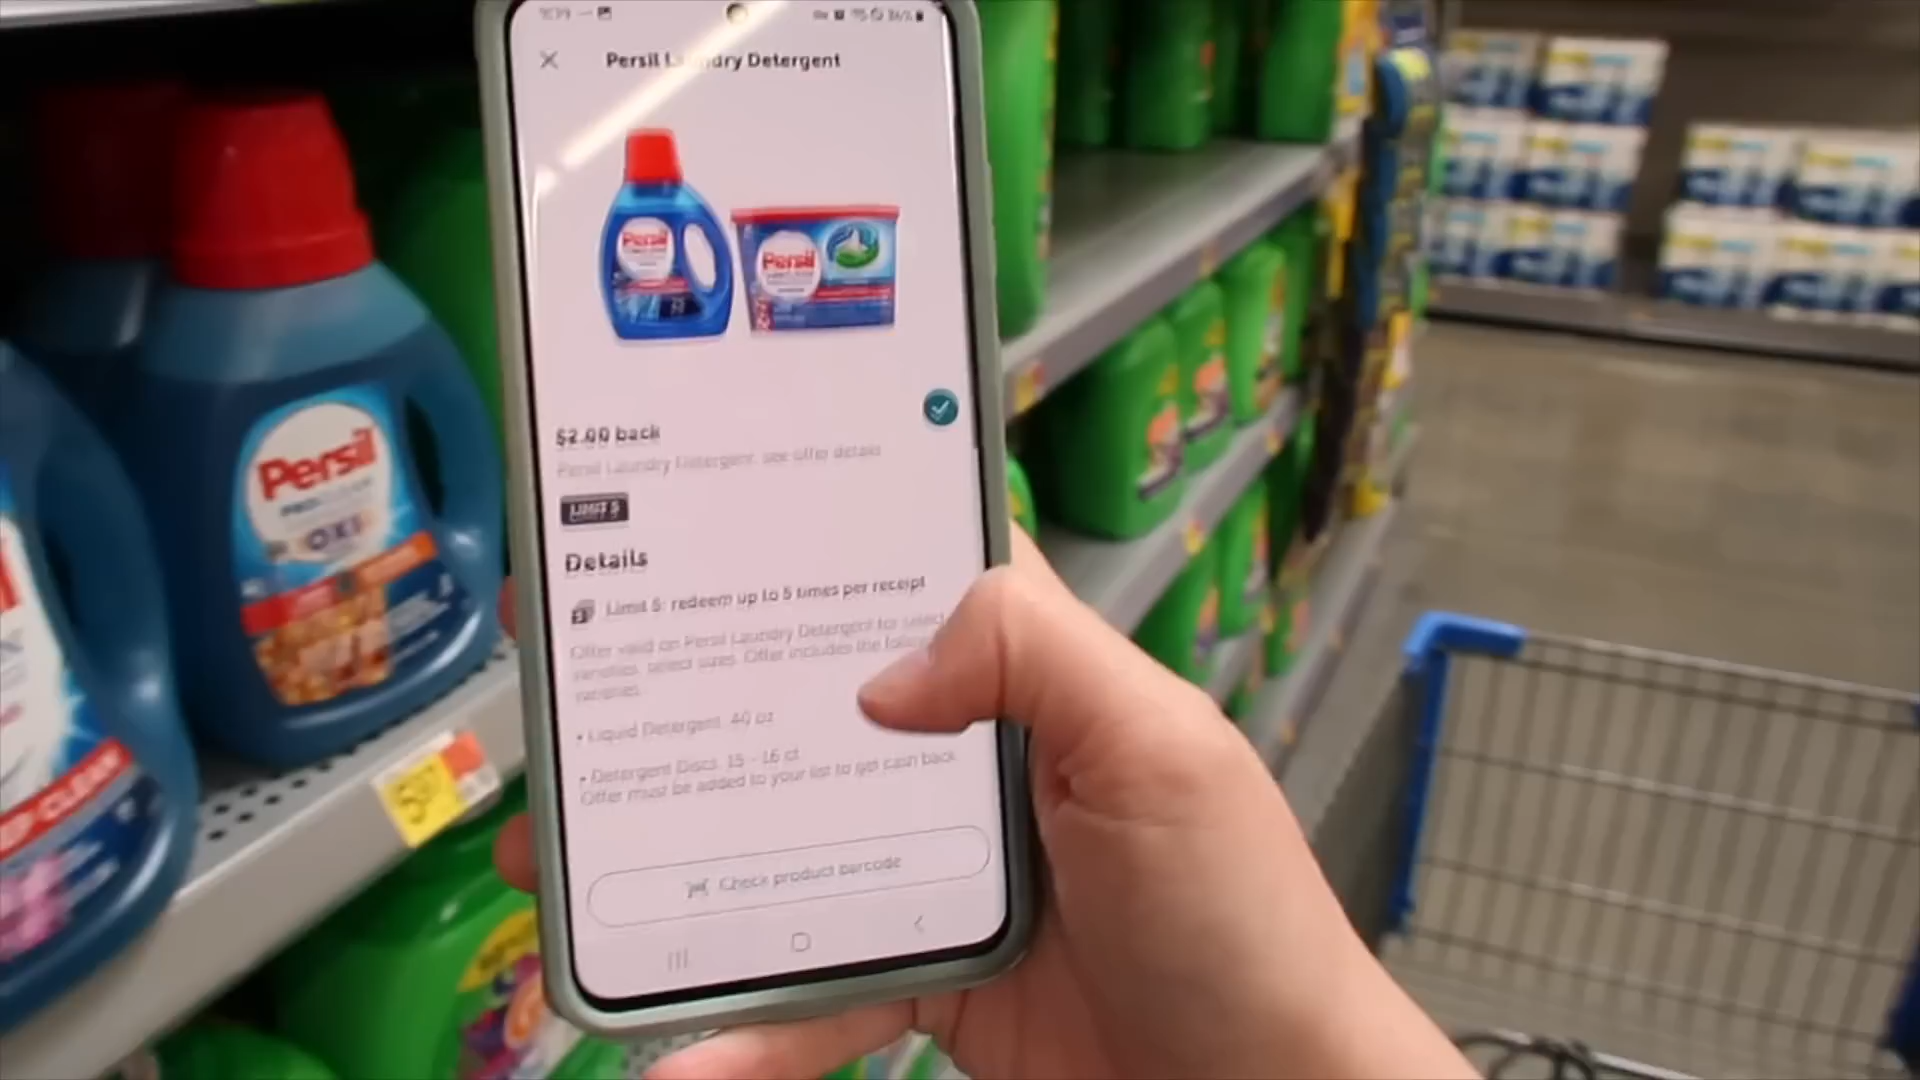 Persil Laundry Detergent
Persil
Persil
$2.00 back
Persil Laundry Detergent, see offer details
LIMIT 5
Details
Limit 5: redeem up to 5 times per receipt
Offer valid on Persil Laundry Detergent for select
varieties, select sizes. Offer includes the
varieties.
• Liquid Detergent, 40 oz
• Detergent Discs, 15 - 16 ct
Offer must be added to your list to get cash back.
Check product barcode
Persil
PROCLEAN
OXI